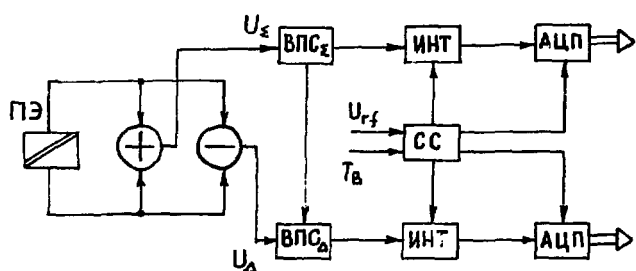 U_Σ
ВПС_Σ
ИНТ
АЦП
ПЭ
+
−
U_rf
СС
T_В
ВПС_Δ
ИНТ
АЦП
U_Δ